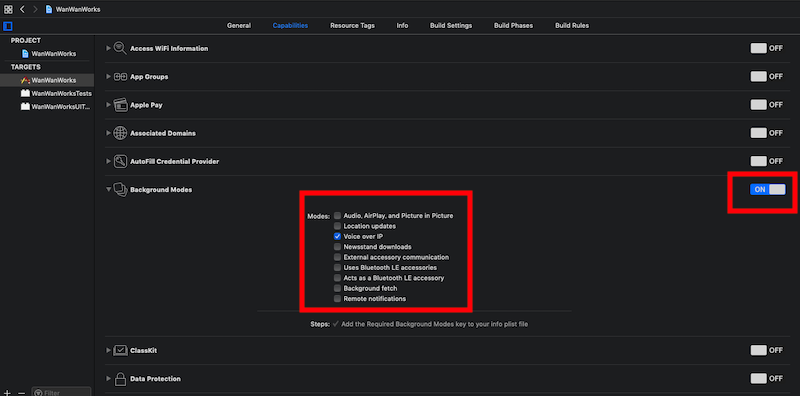 WanWanWorks
General Capabilities Resource Tags Info Build Settings Build Phases Build Rules
PROJECT
WanWanWorks
TARGETS
WanWanWorks
WanWanWorksTests
WanWanWorksUIT...
Access WiFi Information OFF
App Groups OFF
Apple Pay OFF
Associated Domains OFF
AutoFill Credential Provider OFF
Background Modes ON
Modes: Audio, AirPlay, and Picture in Picture
Location updates
Voice over IP
Newsstand downloads
External accessory communication
Uses Bluetooth LE accessories
Acts as a Bluetooth LE accessory
Background fetch
Remote notifications
Steps: ✓ Add the Required Background Modes key to your info plist file
ClassKit OFF
Data Protection OFF
+ − Filter